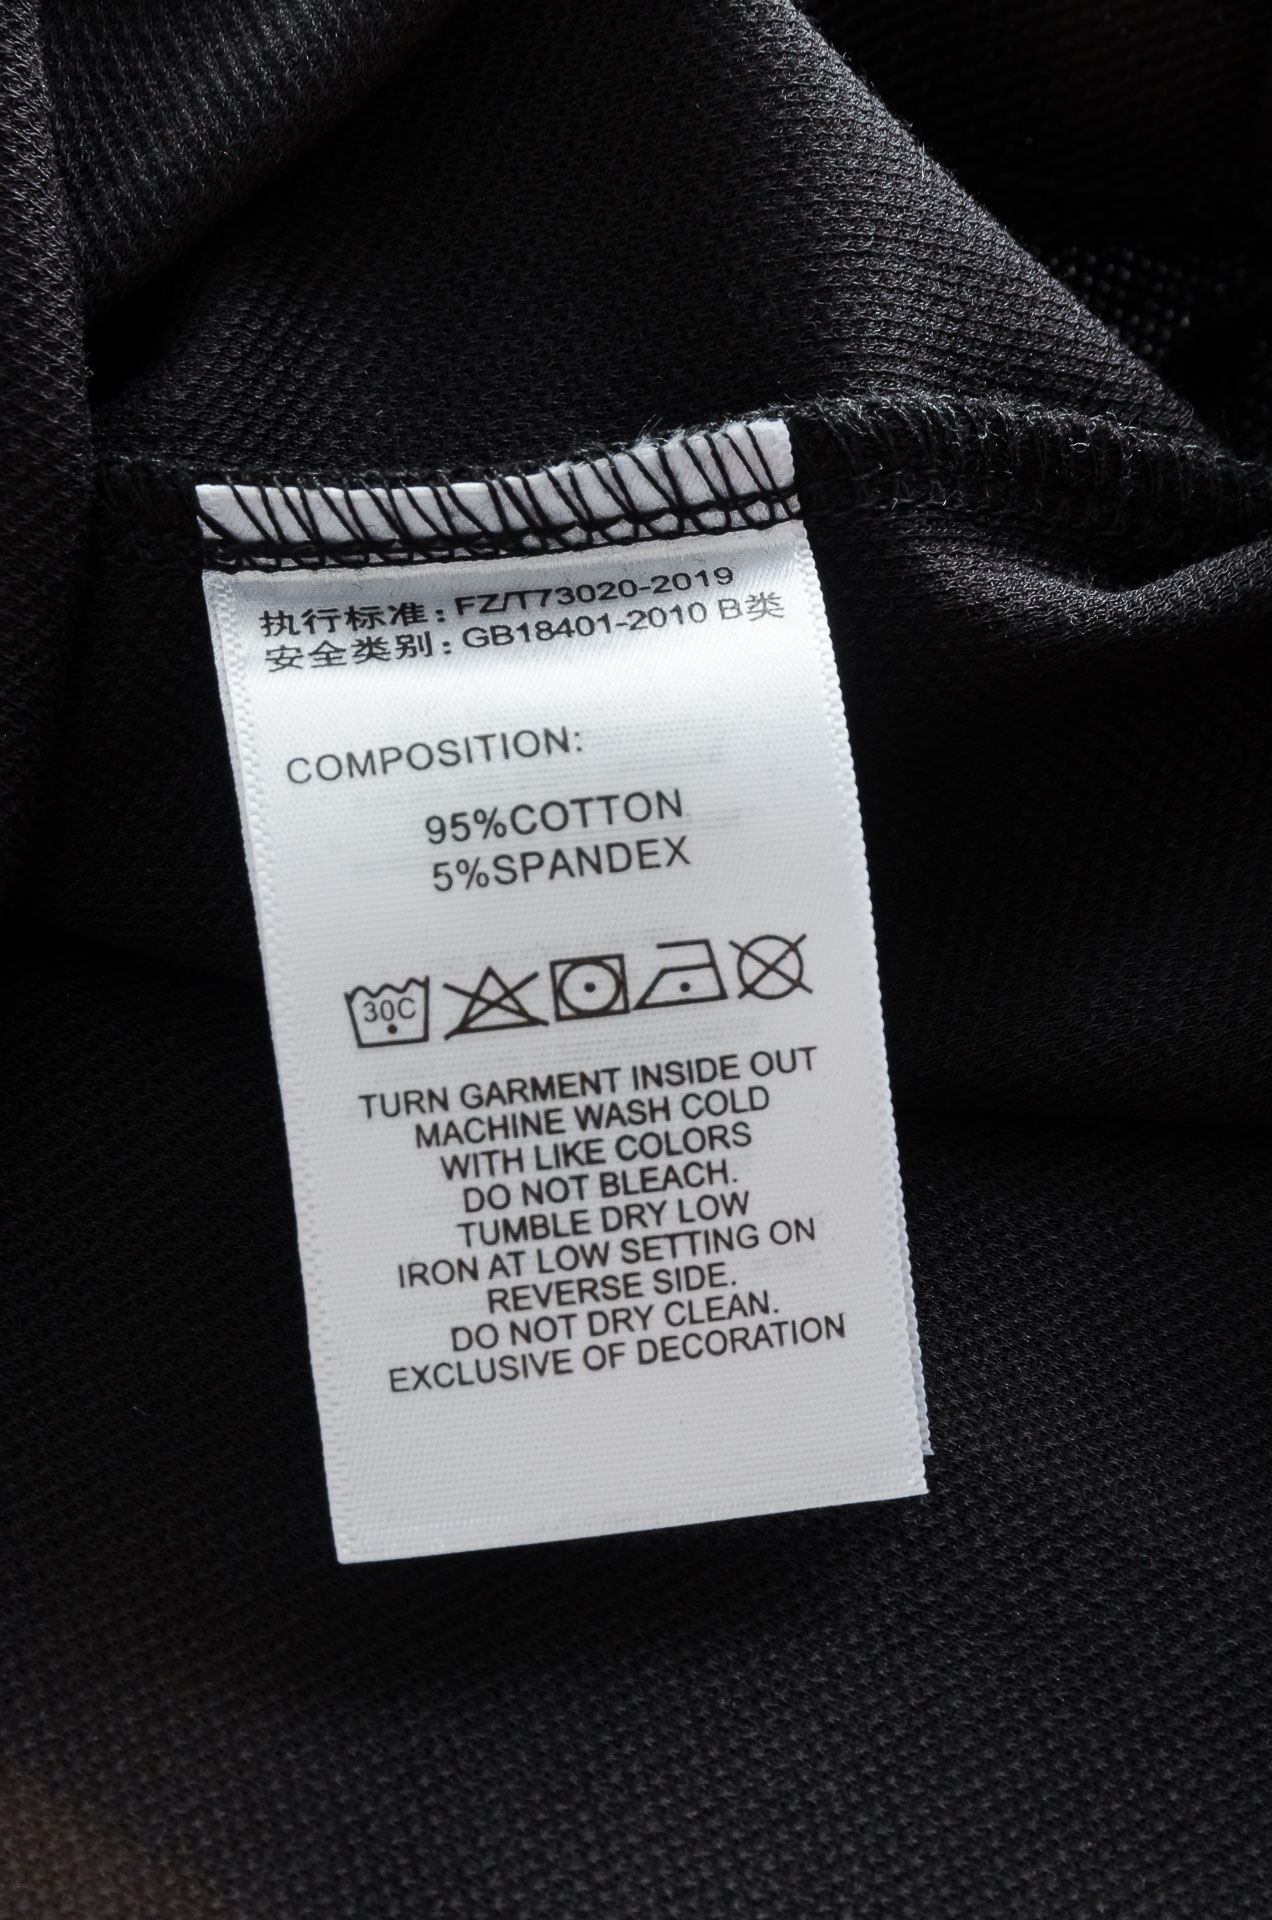 执行标准：FZ/T73020-2019
安全类别：GB18401-2010 B类
COMPOSITION:
95%COTTON
5%SPANDEX
30C
TURN GARMENT INSIDE OUT
MACHINE WASH COLD
WITH LIKE COLORS
DO NOT BLEACH.
TUMBLE DRY LOW
IRON AT LOW SETTING ON
REVERSE SIDE.
DO NOT DRY CLEAN.
EXCLUSIVE OF DECORATION